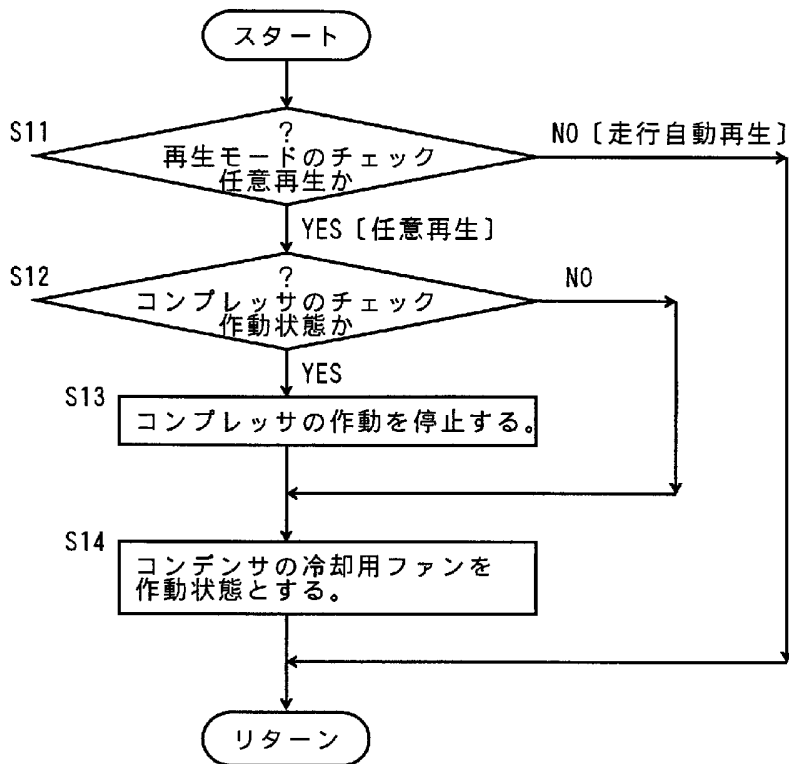 スタート
S11
?
再生モードのチェック
任意再生か
NO〔走行自動再生〕
YES〔任意再生〕
S12
?
コンプレッサのチェック
作動状態か
NO
YES
S13
コンプレッサの作動を停止する。
S14
コンデンサの冷却用ファンを
作動状態とする。
リターン